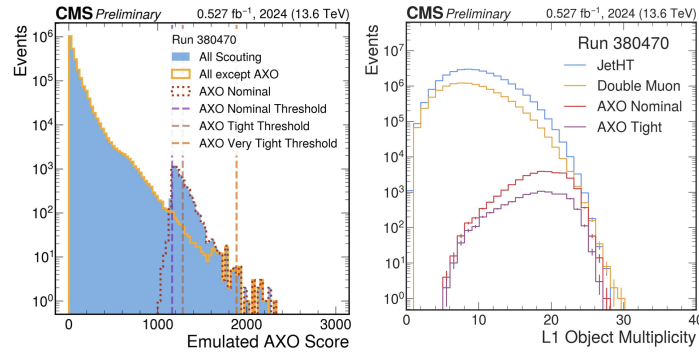 CMS Preliminary 0.527 fb⁻¹, 2024 (13.6 TeV)
Events
10⁶
10⁵
10⁴
10³
10²
10¹
10⁰
Run 380470
All Scouting
All except AXO
AXO Nominal
AXO Nominal Threshold
AXO Tight Threshold
AXO Very Tight Threshold
0 1000 2000 3000
Emulated AXO Score
CMS Preliminary 0.527 fb⁻¹, 2024 (13.6 TeV)
Events
10⁷
10⁶
10⁵
10⁴
10³
10²
10¹
10⁰
Run 380470
JetHT
Double Muon
AXO Nominal
AXO Tight
0 10 20 30 40
L1 Object Multiplicity